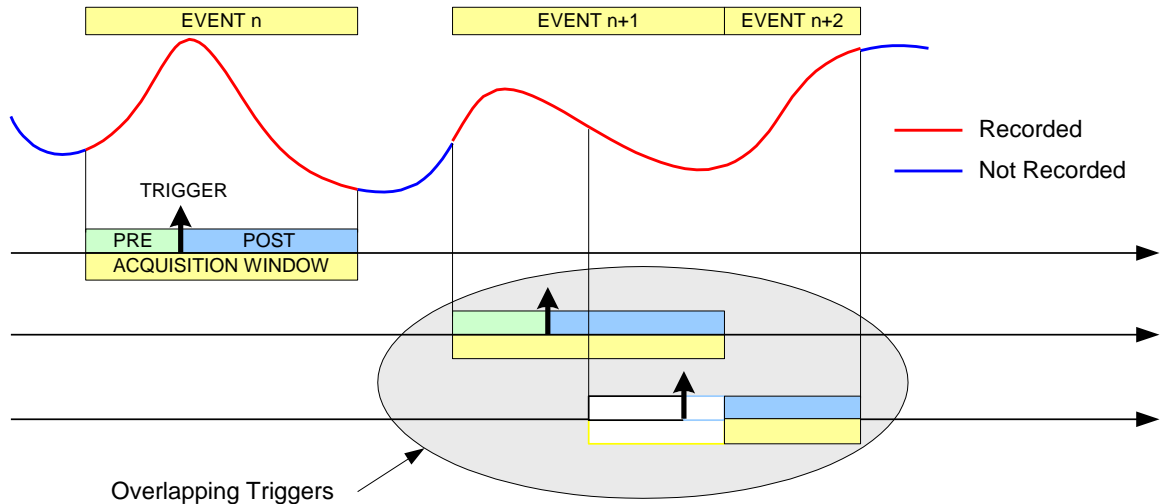 EVENT n
EVENT n+1
EVENT n+2
Recorded
Not Recorded
TRIGGER
PRE
POST
ACQUISITION WINDOW
Overlapping Triggers